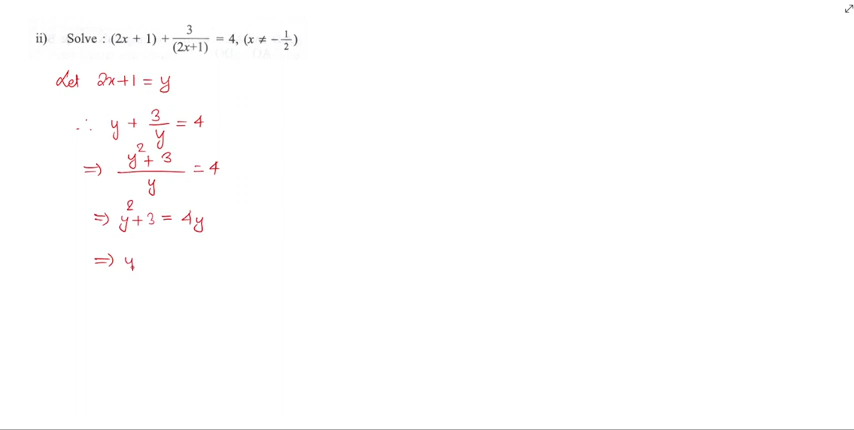 ii) Solve : (2x + 1) + 3/(2x+1) = 4, (x ≠ -1/2)
Let 2x+1 = y
∴ y + 3/y = 4
⇒ (y² + 3)/y = 4
⇒ y² + 3 = 4y
⇒ y